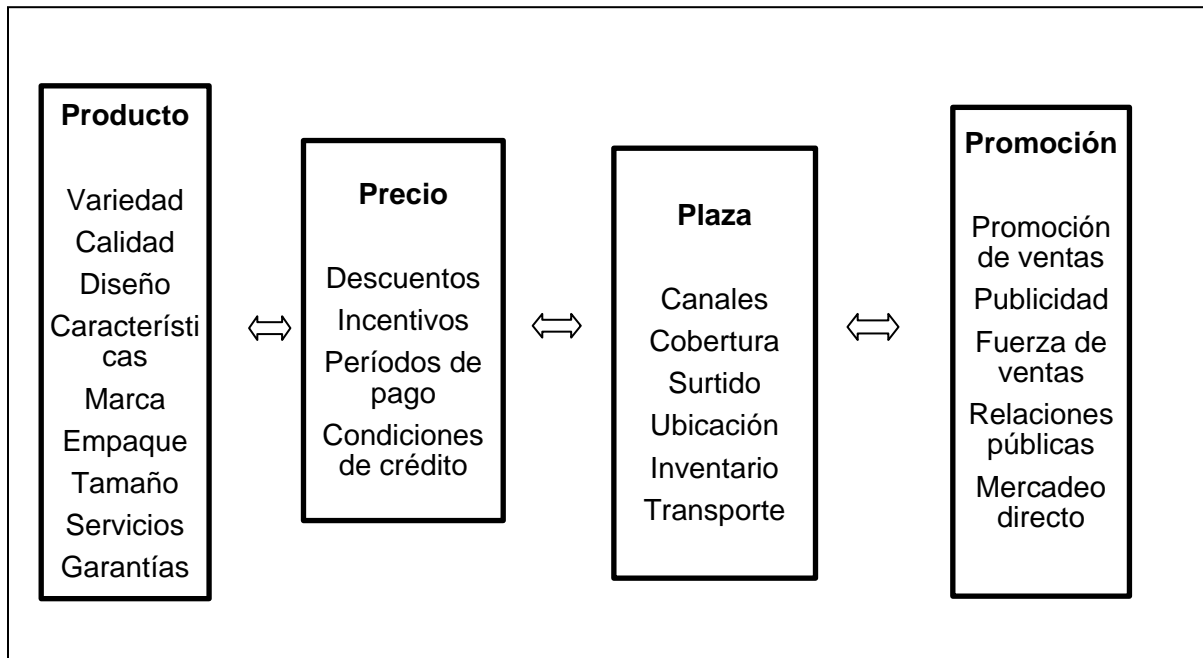 Producto
Variedad
Calidad
Diseño
Característi
cas
Marca
Empaque
Tamaño
Servicios
Garantías
Precio
Descuentos
Incentivos
Períodos de
pago
Condiciones
de crédito
Plaza
Canales
Cobertura
Surtido
Ubicación
Inventario
Transporte
Promoción
Promoción
de ventas
Publicidad
Fuerza de
ventas
Relaciones
públicas
Mercadeo
directo